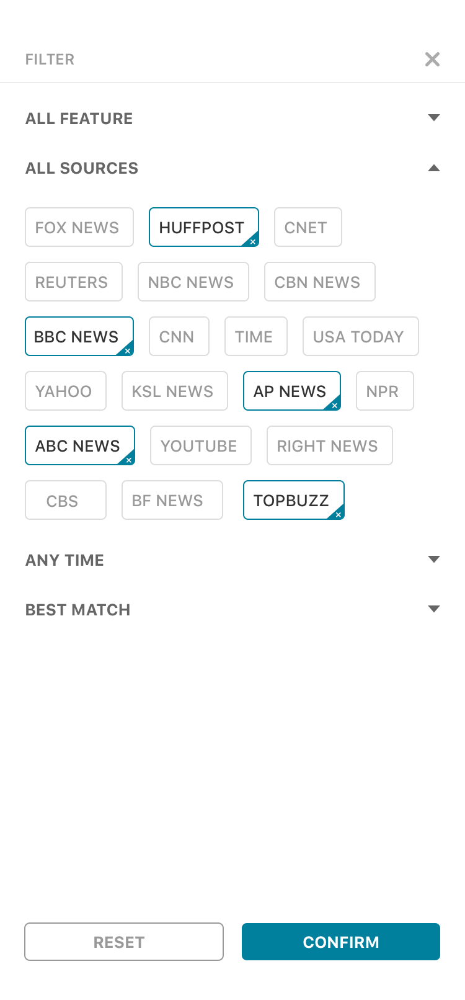 FILTER
ALL FEATURE
ALL SOURCES
FOX NEWS HUFFPOST CNET
REUTERS NBC NEWS CBN NEWS
BBC NEWS CNN TIME USA TODAY
YAHOO KSL NEWS AP NEWS NPR
ABC NEWS YOUTUBE RIGHT NEWS
CBS BF NEWS TOPBUZZ
ANY TIME
BEST MATCH
RESET CONFIRM